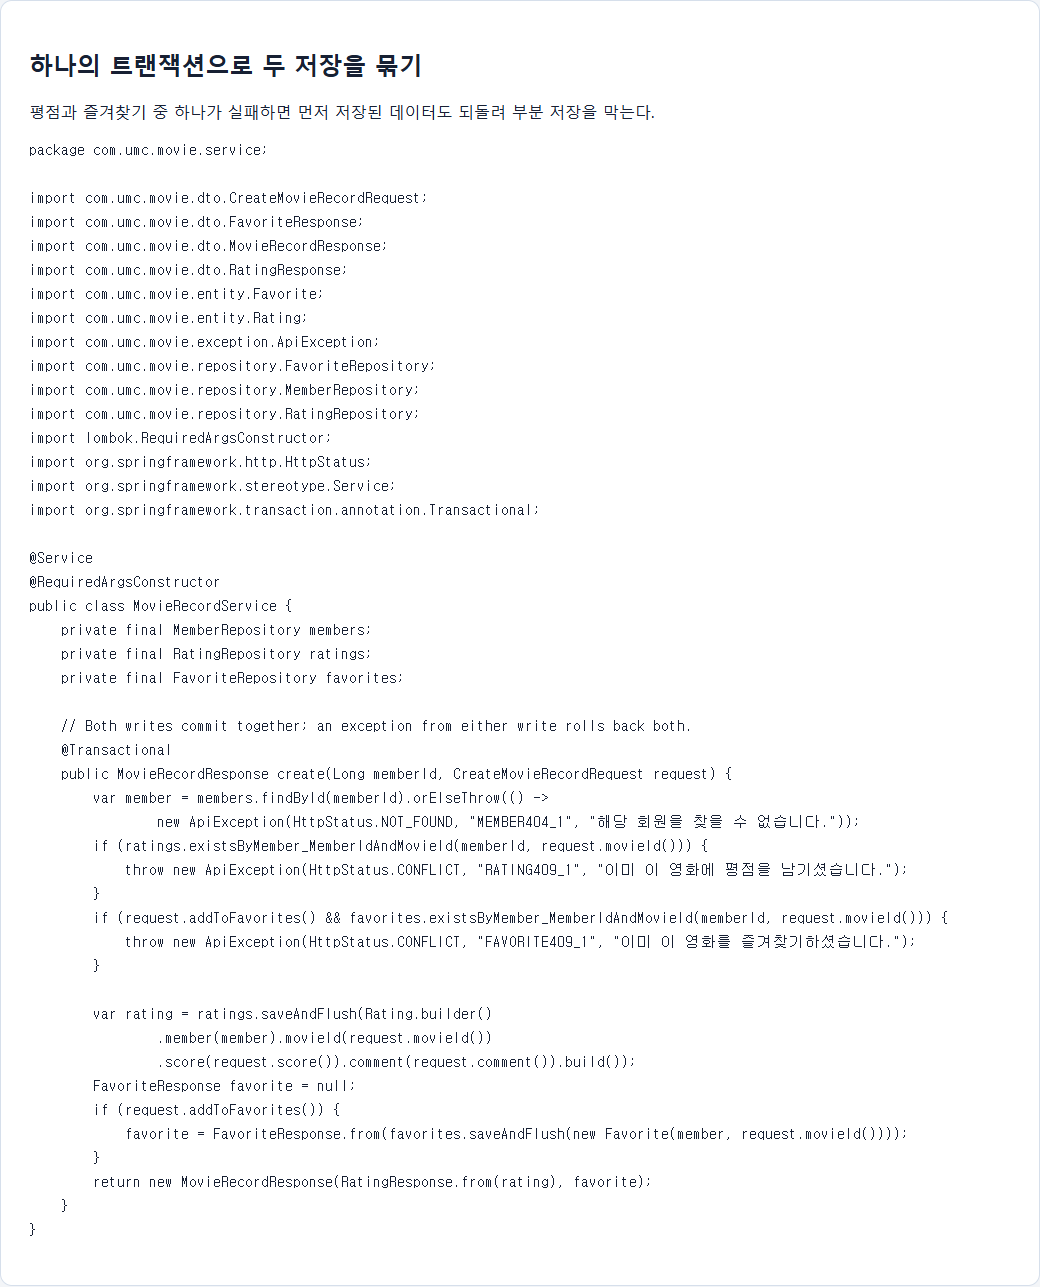 하나의 트랜잭션으로 두 저장을 묶기
평점과 즐겨찾기 중 하나가 실패하면 먼저 저장된 데이터도 되돌려 부분 저장을 막는다.
package com.umc.movie.service;

import com.umc.movie.dto.CreateMovieRecordRequest;
import com.umc.movie.dto.FavoriteResponse;
import com.umc.movie.dto.MovieRecordResponse;
import com.umc.movie.dto.RatingResponse;
import com.umc.movie.entity.Favorite;
import com.umc.movie.entity.Rating;
import com.umc.movie.exception.ApiException;
import com.umc.movie.repository.FavoriteRepository;
import com.umc.movie.repository.MemberRepository;
import com.umc.movie.repository.RatingRepository;
import lombok.RequiredArgsConstructor;
import org.springframework.http.HttpStatus;
import org.springframework.stereotype.Service;
import org.springframework.transaction.annotation.Transactional;

@Service
@RequiredArgsConstructor
public class MovieRecordService {
    private final MemberRepository members;
    private final RatingRepository ratings;
    private final FavoriteRepository favorites;

    // Both writes commit together; an exception from either write rolls back both.
    @Transactional
    public MovieRecordResponse create(Long memberId, CreateMovieRecordRequest request) {
        var member = members.findById(memberId).orElseThrow(() ->
                new ApiException(HttpStatus.NOT_FOUND, "MEMBER404_1", "해당 회원을 찾을 수 없습니다."));
        if (ratings.existsByMember_MemberIdAndMovieId(memberId, request.movieId())) {
            throw new ApiException(HttpStatus.CONFLICT, "RATING409_1", "이미 이 영화에 평점을 남기셨습니다.");
        }
        if (request.addToFavorites() && favorites.existsByMember_MemberIdAndMovieId(memberId, request.movieId())) {
            throw new ApiException(HttpStatus.CONFLICT, "FAVORITE409_1", "이미 이 영화를 즐겨찾기하셨습니다.");
        }

        var rating = ratings.saveAndFlush(Rating.builder()
                .member(member).movieId(request.movieId())
                .score(request.score()).comment(request.comment()).build());
        FavoriteResponse favorite = null;
        if (request.addToFavorites()) {
            favorite = FavoriteResponse.from(favorites.saveAndFlush(new Favorite(member, request.movieId())));
        }
        return new MovieRecordResponse(RatingResponse.from(rating), favorite);
    }
}